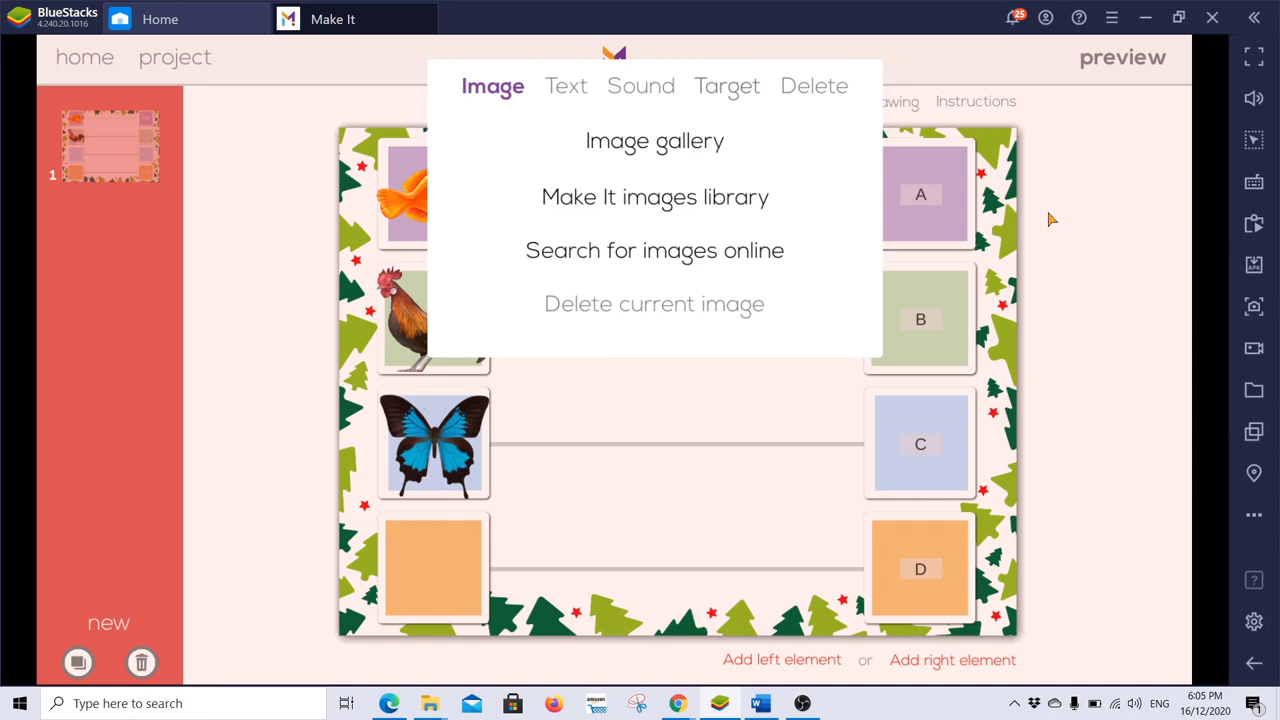 BlueStacks
4.240.20.1016
Home
Make It
25
home
project
preview
Image Text Sound Target Delete
awing
Instructions
Image gallery
Make It images library
Search for images online
Delete current image
A
B
C
D
1
new
Add left element or Add right element
Type here to search
amazon
ENG
6:05 PM
16/12/2020
1